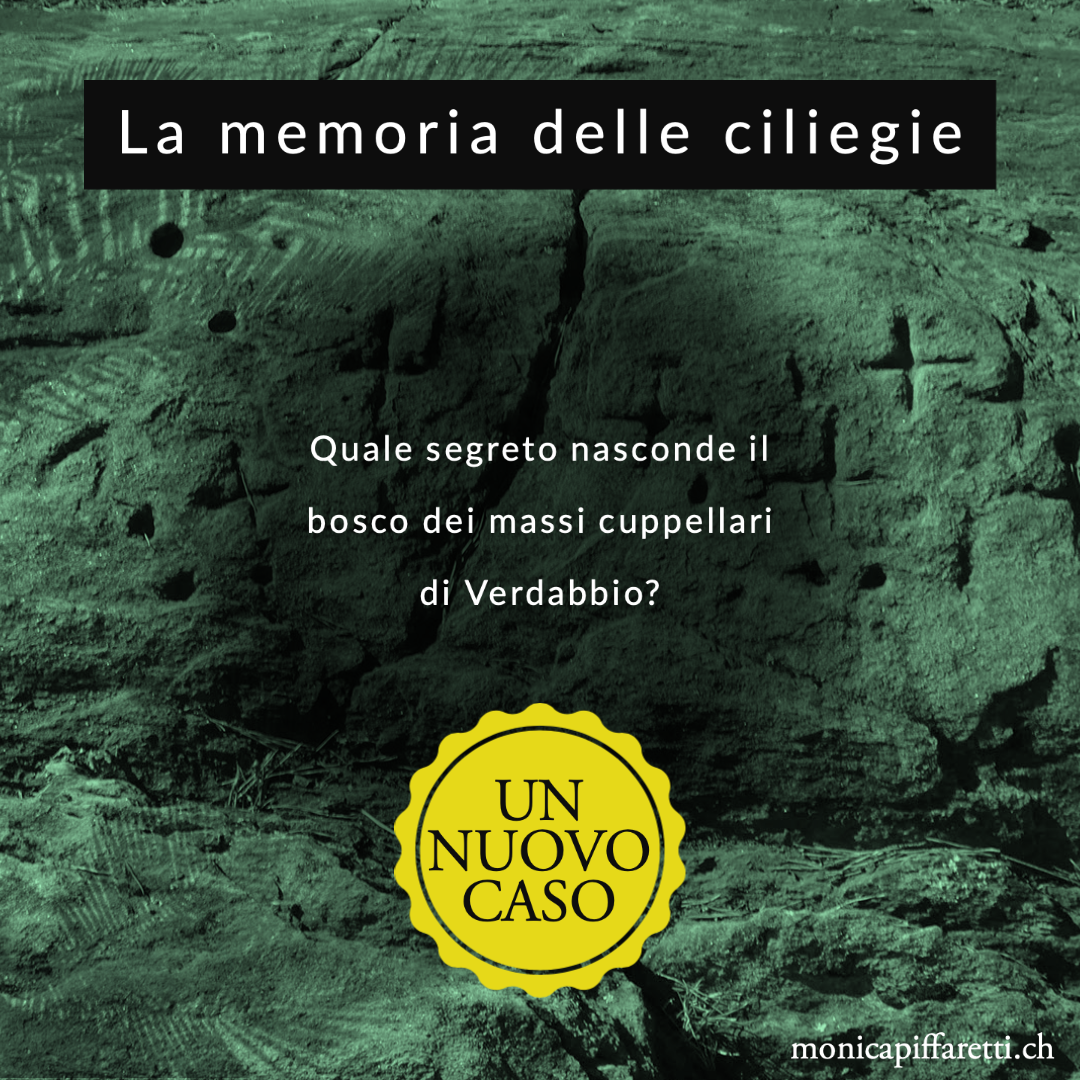 La memoria delle ciliegie
Quale segreto nasconde il
bosco dei massi cuppellari
di Verdabbio?
UN
NUOVO
CASO
monicapiffaretti.ch